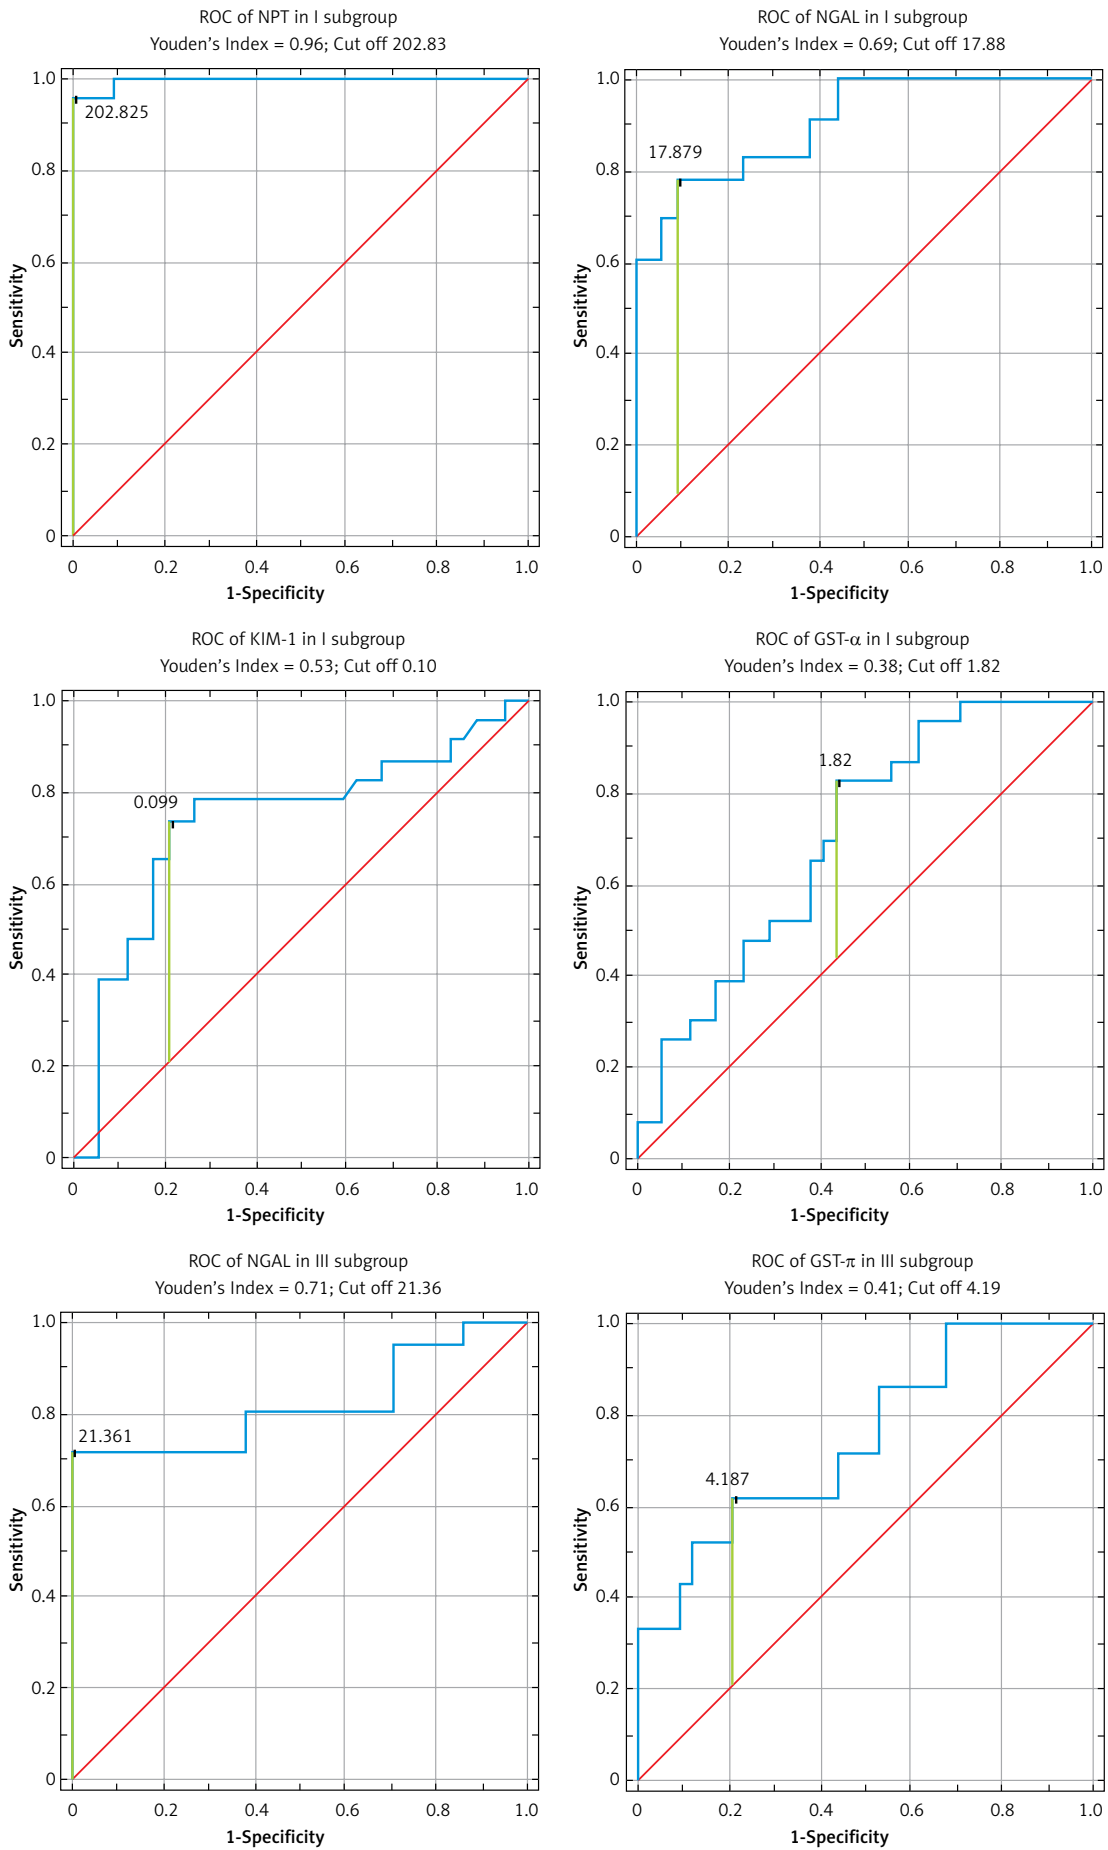 ROC of NPT in I subgroup
Youden's Index = 0.96; Cut off 202.83
1.0
0.8
0.6
0.4
0.2
0
202.825
Sensitivity
0 0.2 0.4 0.6 0.8 1.0
1-Specificity
ROC of NGAL in I subgroup
Youden's Index = 0.69; Cut off 17.88
1.0
0.8
0.6
0.4
0.2
0
17.879
Sensitivity
0 0.2 0.4 0.6 0.8 1.0
1-Specificity
ROC of KIM-1 in I subgroup
Youden's Index = 0.53; Cut off 0.10
1.0
0.8
0.6
0.4
0.2
0
0.099
Sensitivity
0 0.2 0.4 0.6 0.8 1.0
1-Specificity
ROC of GST-α in I subgroup
Youden's Index = 0.38; Cut off 1.82
1.0
0.8
0.6
0.4
0.2
0
1.82
Sensitivity
0 0.2 0.4 0.6 0.8 1.0
1-Specificity
ROC of NGAL in III subgroup
Youden's Index = 0.71; Cut off 21.36
1.0
0.8
0.6
0.4
0.2
0
21.361
Sensitivity
0 0.2 0.4 0.6 0.8 1.0
1-Specificity
ROC of GST-π in III subgroup
Youden's Index = 0.41; Cut off 4.19
1.0
0.8
0.6
0.4
0.2
0
4.187
Sensitivity
0 0.2 0.4 0.6 0.8 1.0
1-Specificity